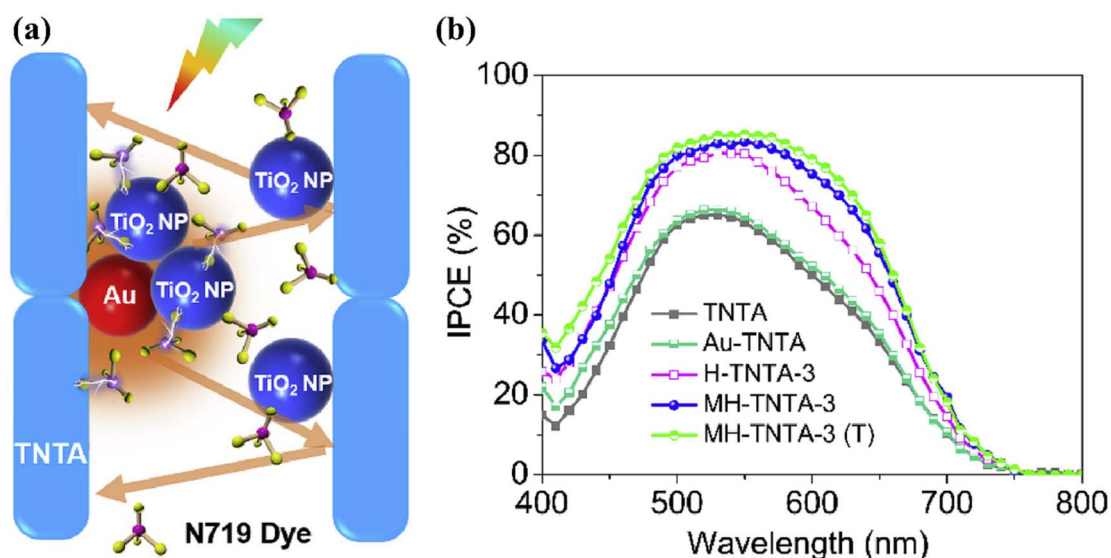 (a)
TiO₂ NP
TiO₂ NP
Au
TiO₂ NP
TiO₂ NP
TNTA
N719 Dye
(b)
100
80
60
40
20
0
IPCE (%)
TNTA
Au-TNTA
H-TNTA-3
MH-TNTA-3
MH-TNTA-3 (T)
400 500 600 700 800
Wavelength (nm)